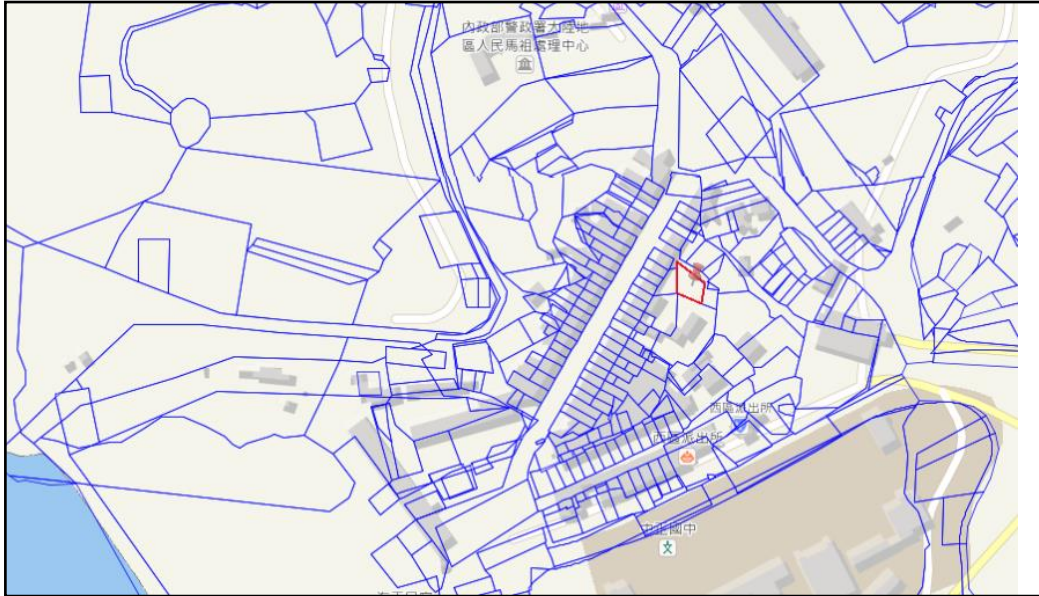 內政部警政署大陸地
區人民馬祖處理中心
西區派出所
西區派出所
中正國中